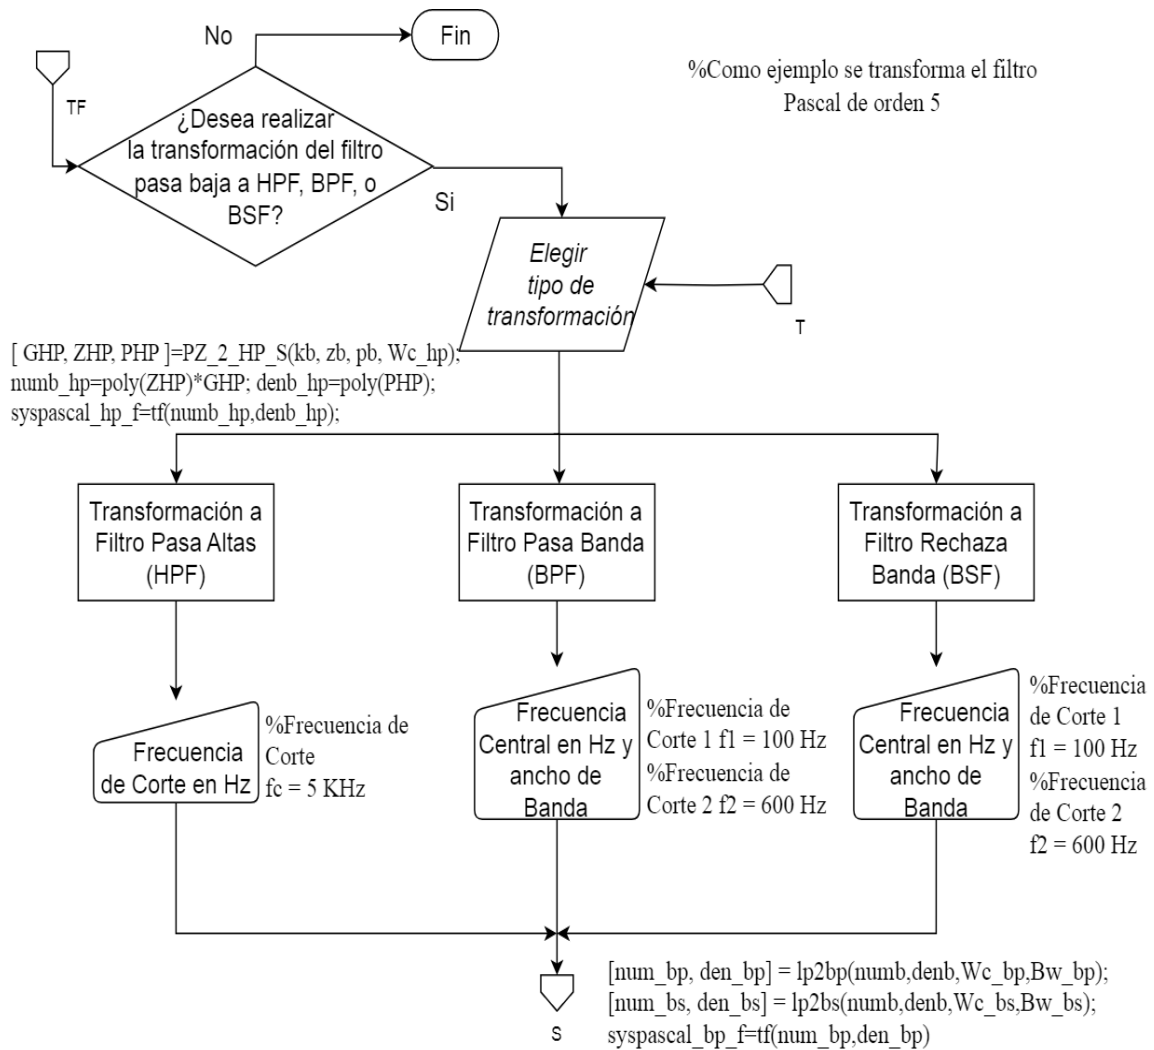 No
Fin
TF
¿Desea realizar
la transformación del filtro
pasa baja a HPF, BPF, o
BSF?
Si
%Como ejemplo se transforma el filtro
Pascal de orden 5
Elegir
tipo de
transformación
T
[ GHP, ZHP, PHP ]=PZ_2_HP_S(kb, zb, pb, Wc_hp);
numb_hp=poly(ZHP)*GHP; denb_hp=poly(PHP);
syspascal_hp_f=tf(numb_hp,denb_hp);
Transformación a
Filtro Pasa Altas
(HPF)
Transformación a
Filtro Pasa Banda
(BPF)
Transformación a
Filtro Rechaza
Banda (BSF)
Frecuencia
de Corte en Hz
%Frecuencia de
Corte
fc = 5 KHz
Frecuencia
Central en Hz y
ancho de
Banda
%Frecuencia de
Corte 1 f1 = 100 Hz
%Frecuencia de
Corte 2 f2 = 600 Hz
Frecuencia
Central en Hz y
ancho de
Banda
%Frecuencia
de Corte 1
f1 = 100 Hz
%Frecuencia
de Corte 2
f2 = 600 Hz
S
[num_bp, den_bp] = lp2bp(numb,denb,Wc_bp,Bw_bp);
[num_bs, den_bs] = lp2bs(numb,denb,Wc_bs,Bw_bs);
syspascal_bp_f=tf(num_bp,den_bp)